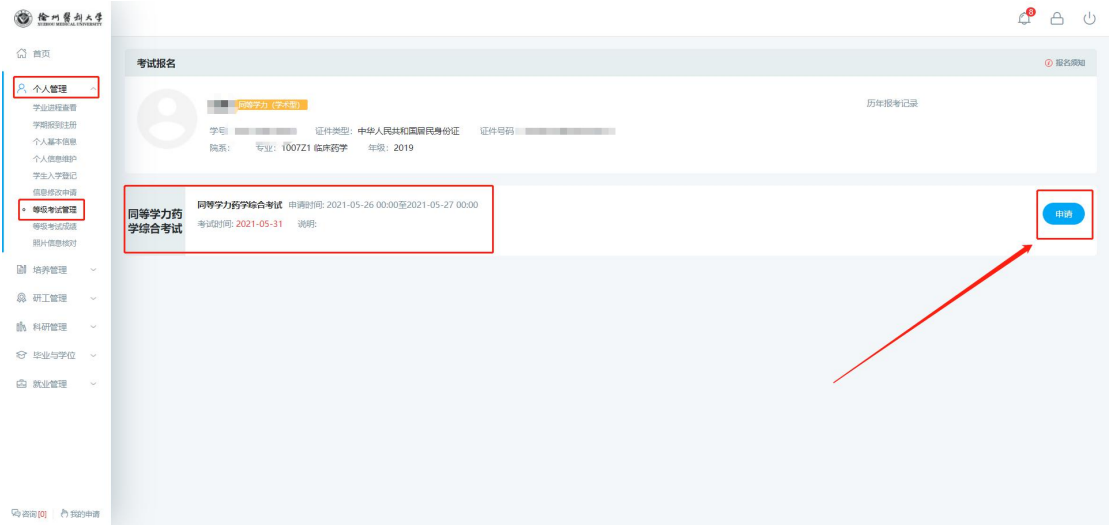 徐州医科大学
XUZHOU MEDICAL UNIVERSITY
8
首页
个人管理
学业进程查看
学期报到注册
个人基本信息
个人信息维护
学生入学登记
信息修改申请
等级考试管理
等级考试成绩
照片信息核对
培养管理
研工管理
科研管理
毕业与学位
就业管理
咨询[0] 我的申请
考试报名
报名须知
同等学力（学术型）
历年报考记录
学号: 证件类型: 中华人民共和国居民身份证 证件号码:
院系: 专业: 1007Z1 临床药学 年级: 2019
同等学力药学综合考试
同等学力药学综合考试 申请时间: 2021-05-26 00:00至2021-05-27 00:00
考试时间: 2021-05-31 说明:
申请